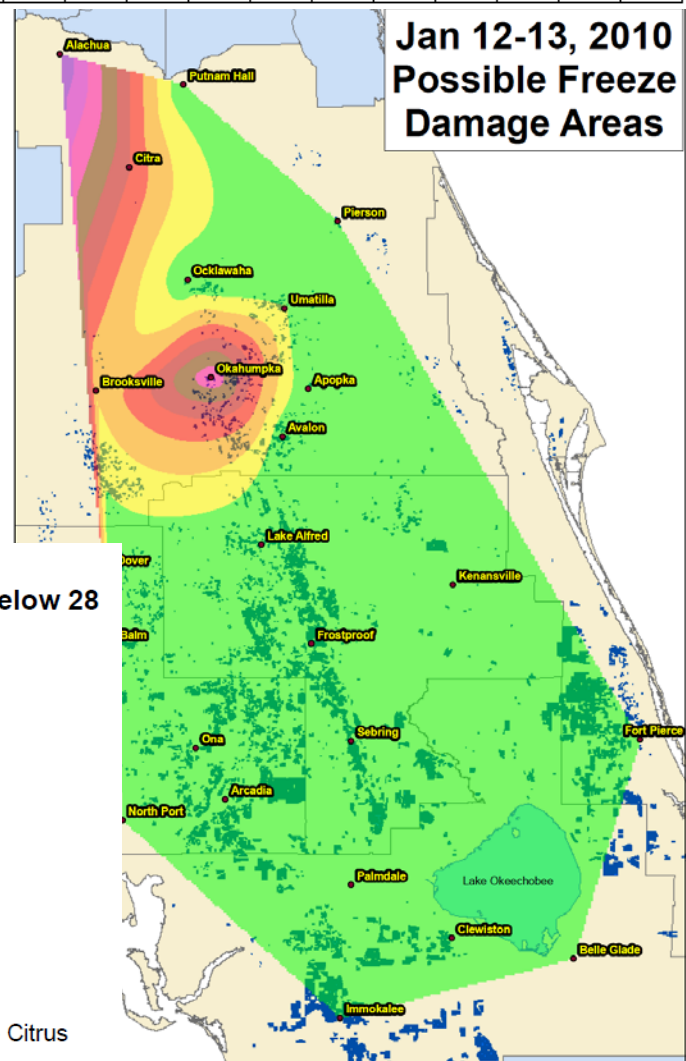 Jan 12-13, 2010
Possible Freeze
Damage Areas
Alachua
Putnam Hall
Citra
Pierson
Ocklawaha
Umatilla
Okahumpka
Brooksville
Apopka
Avalon
Lake Alfred
Dover
Kenansville
elow 28
Balm
Frostproof
Ona
Sebring
Fort Pierce
Arcadia
North Port
Palmdale
Lake Okeechobee
Clewiston
Belle Glade
Immokalee
Citrus